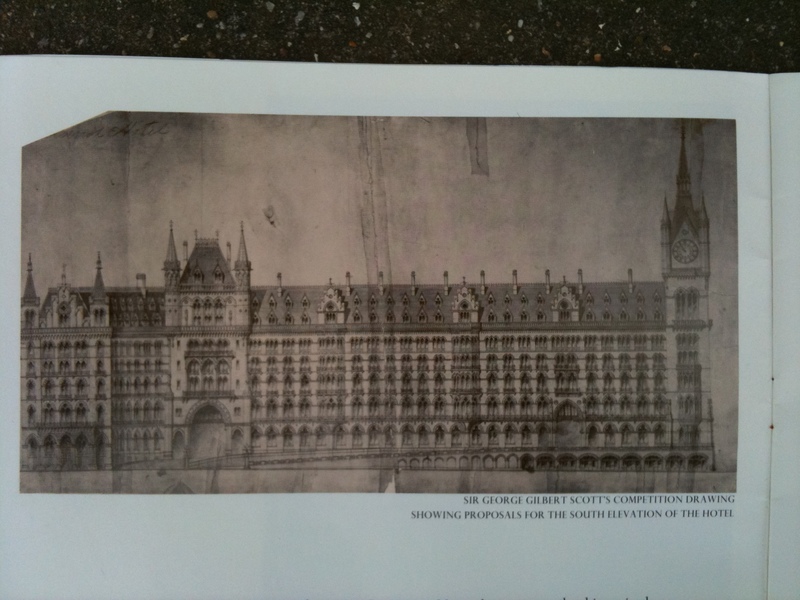 SIR GEORGE GILBERT SCOTT'S COMPETITION DRAWING
SHOWING PROPOSALS FOR THE SOUTH ELEVATION OF THE HOTEL